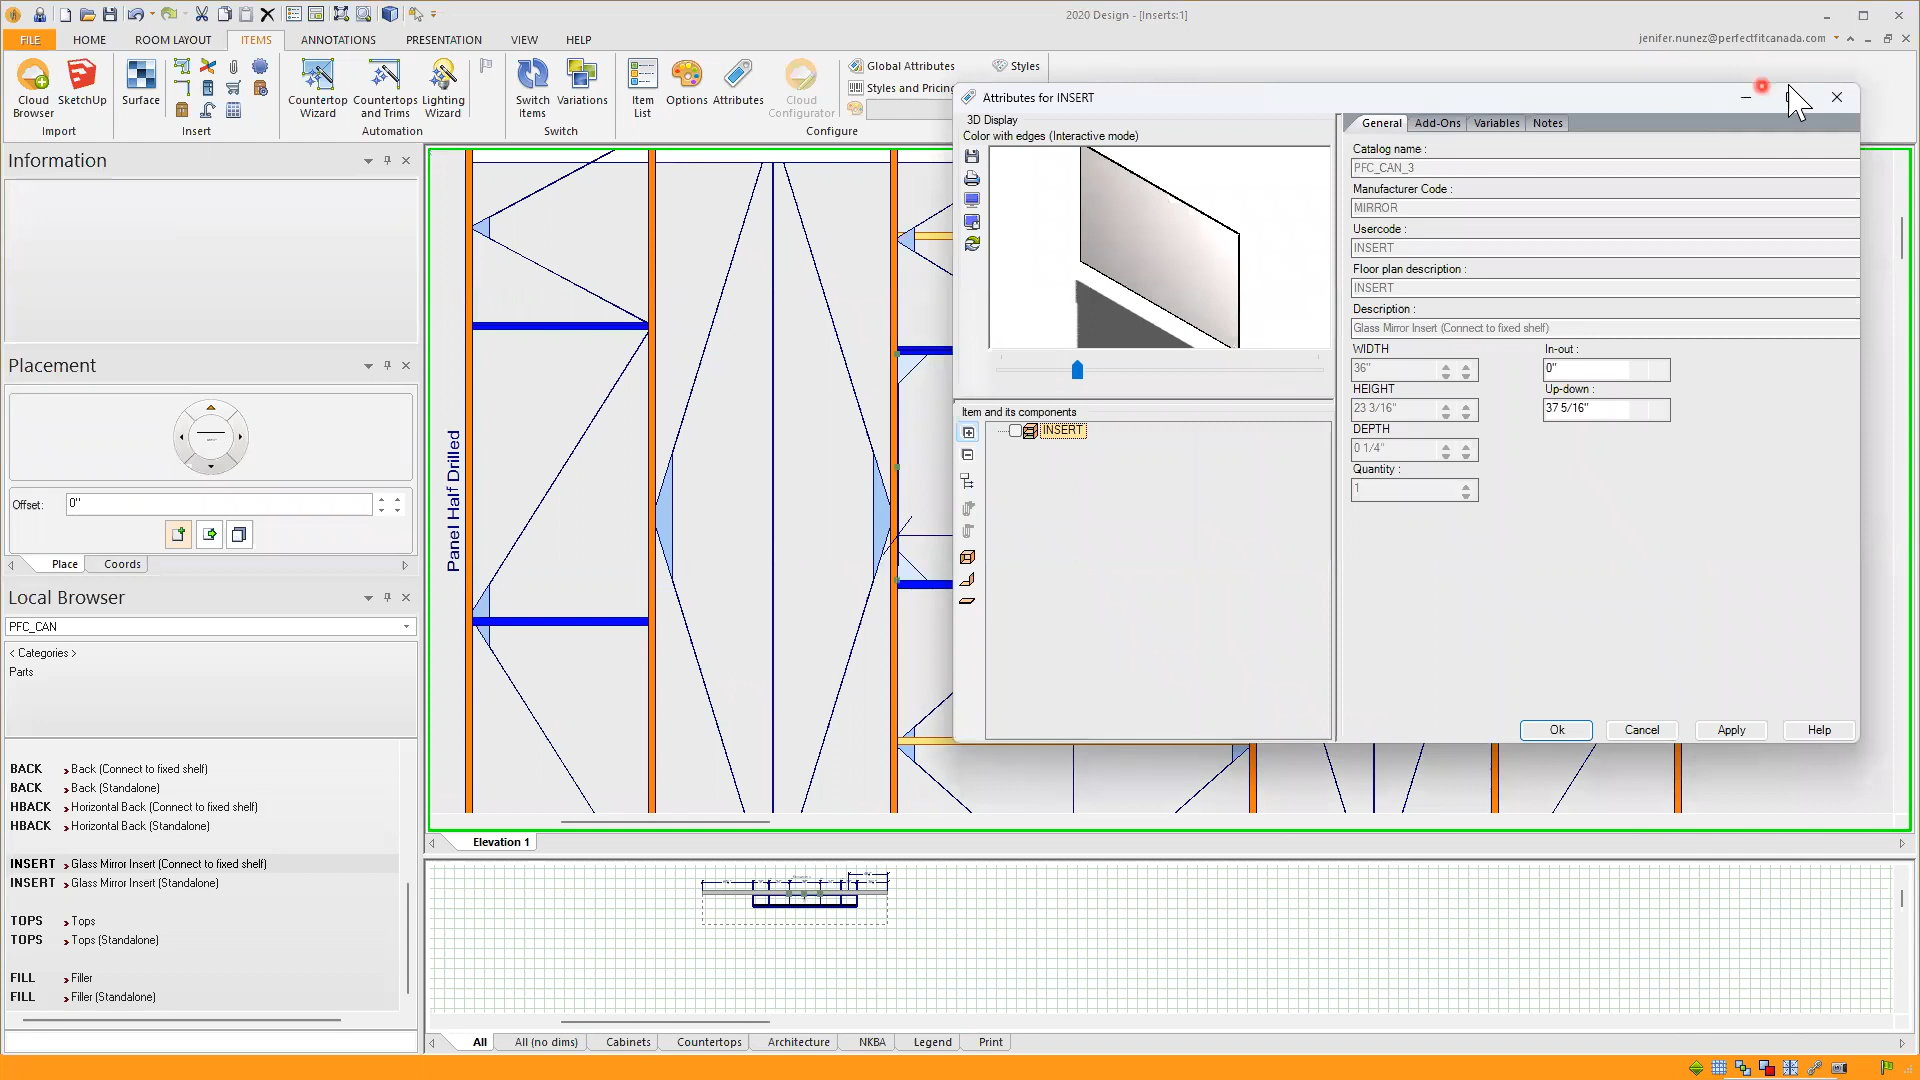 2020 Design - [Inserts:1]
FILE
HOME
ROOM LAYOUT
ITEMS
ANNOTATIONS
PRESENTATION
VIEW
HELP
jenifer.nunez@perfectfitcanada.com
Cloud Browser
SketchUp
Import
Surface
Insert
Countertop Wizard
Countertops and Trims
Lighting Wizard
Automation
Switch Items
Variations
Switch
Item List
Options
Attributes
Cloud Configurator
Configure
Global Attributes
Styles
Styles and Pricing
Information
Placement
Offset:
0"
Place
Coords
Local Browser
PFC_CAN
< Categories >
Parts
BACK Back (Connect to fixed shelf)
BACK Back (Standalone)
HBACK Horizontal Back (Connect to fixed shelf)
HBACK Horizontal Back (Standalone)
INSERT Glass Mirror Insert (Connect to fixed shelf)
INSERT Glass Mirror Insert (Standalone)
TOPS Tops
TOPS Tops (Standalone)
FILL Filler
FILL Filler (Standalone)
Panel Half Drilled
Elevation 1
Attributes for INSERT
3D Display
Color with edges (Interactive mode)
Item and its components
INSERT
General
Add-Ons
Variables
Notes
Catalog name :
PFC_CAN_3
Manufacturer Code :
MIRROR
Usercode :
INSERT
Floor plan description :
INSERT
Description :
Glass Mirror Insert (Connect to fixed shelf)
WIDTH
36"
In-out :
0"
HEIGHT
23 3/16"
Up-down :
37 5/16"
DEPTH
0 1/4"
Quantity :
1
Ok
Cancel
Apply
Help
All
All (no dims)
Cabinets
Countertops
Architecture
NKBA
Legend
Print